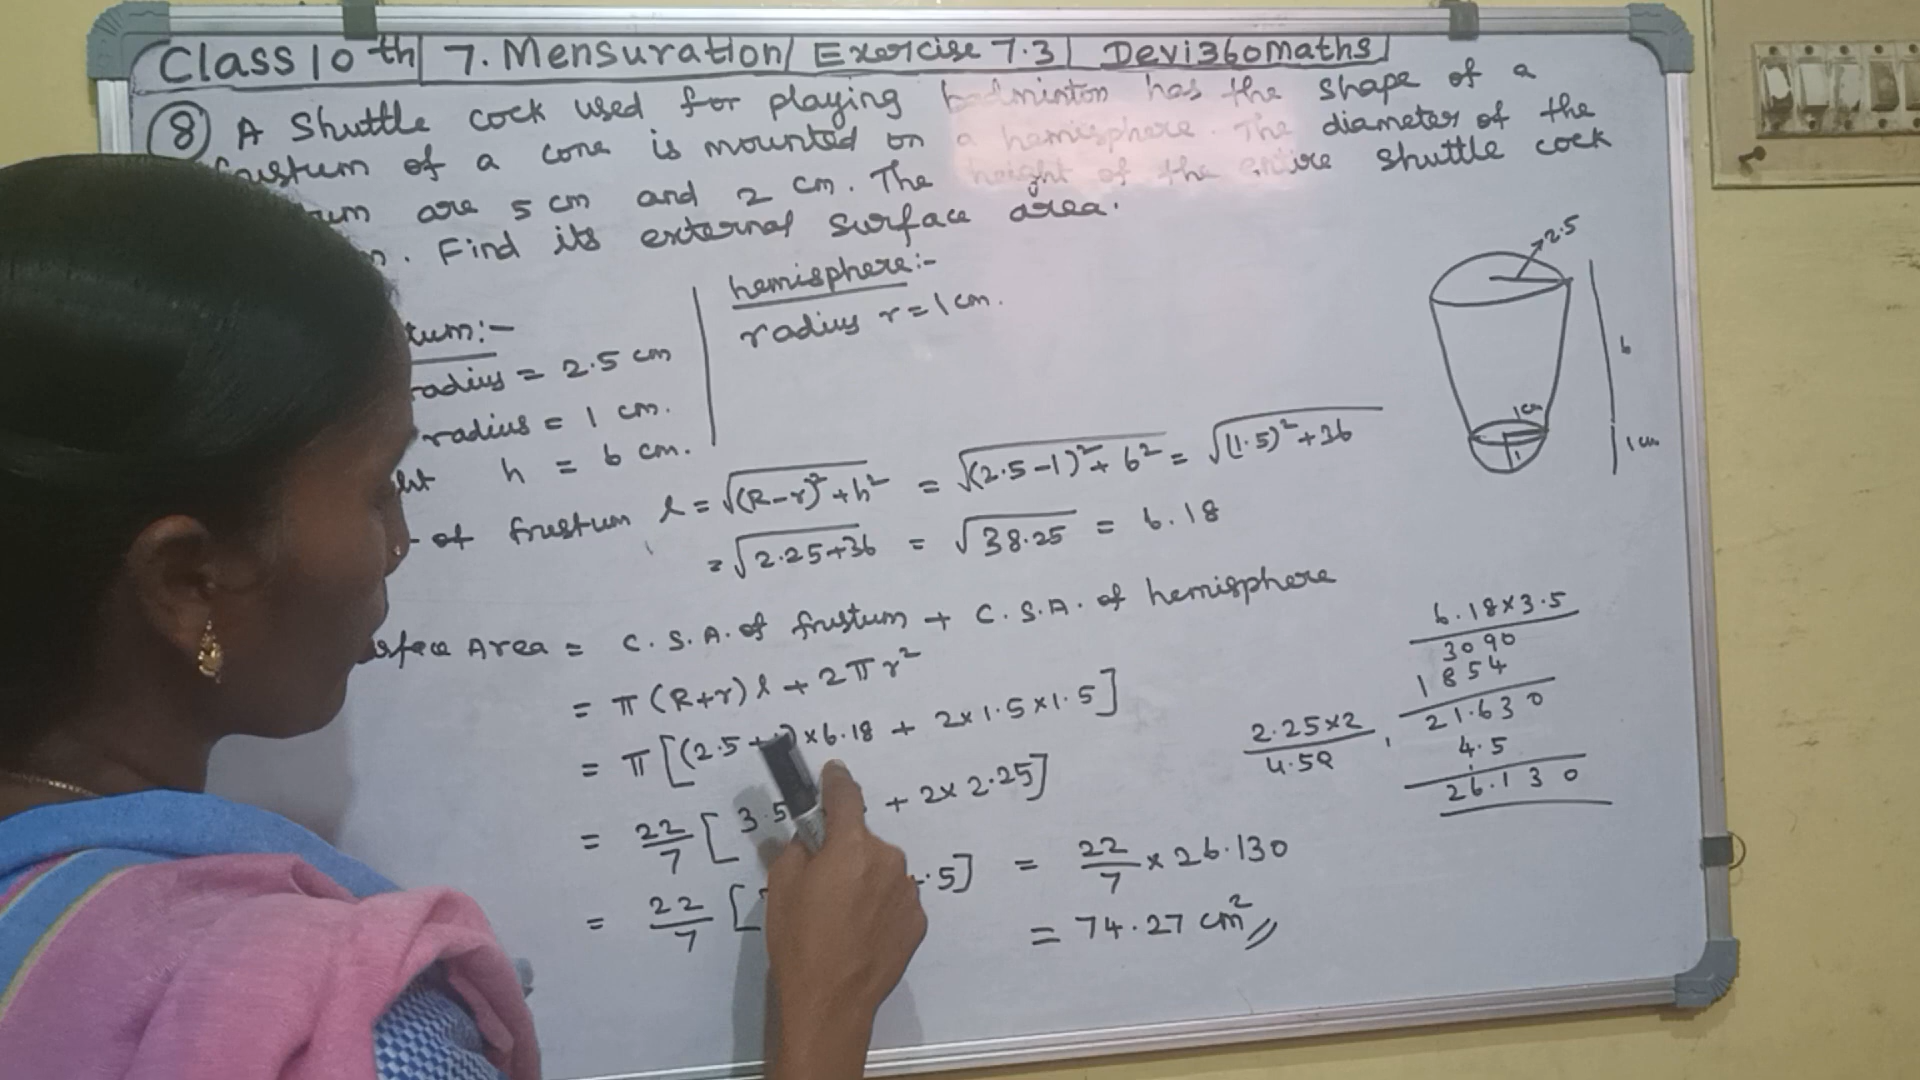 Class 10 th | 7. Mensuration / Exercise 7.3 | Devi360maths
(8) A Shuttle cock used for playing badminton has the shape of a
frustum of a cone is mounted on a hemisphere. The diameter of the
are 5 cm and 2 cm. The height of the entire shuttle cock
Find its external surface area.
hemisphere:-
radius r = 1 cm.
radius = 2.5 cm
radius = 1 cm.
h = 6 cm.
of frustum l = √(R-r)²+h² = √(2.5-1)²+6² = √(1.5)²+36
= √2.25+36 = √38.25 = 6.18
Area = C.S.A. of frustum + C.S.A. of hemisphere
= π(R+r)l + 2πr²
= π[(2.5+ )×6.18 + 2×1.5×1.5]
= 22/7 [3.5 + 2×2.25]
= 22/7 [ .5] = 22/7 × 26.130
= 74.27 cm²
2.5
6
1 cm
1 cm
1
6.18×3.5
3090
1854
21.630
4.5
26.130
2.25×2
4.50